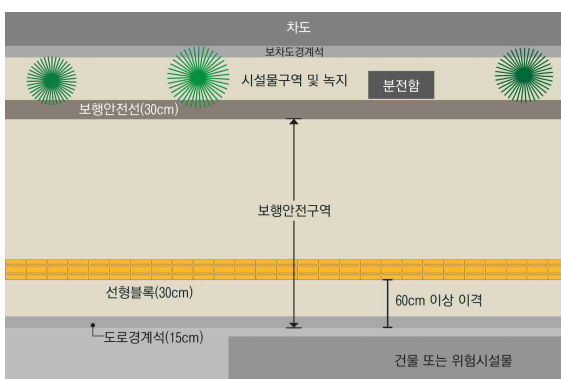 차도
보차도경계석
시설물구역 및 녹지
분전함
보행안전선(30cm)
보행안전구역
선형블록(30cm)
60cm 이상 이격
도로경계석(15cm)
건물 또는 위험시설물